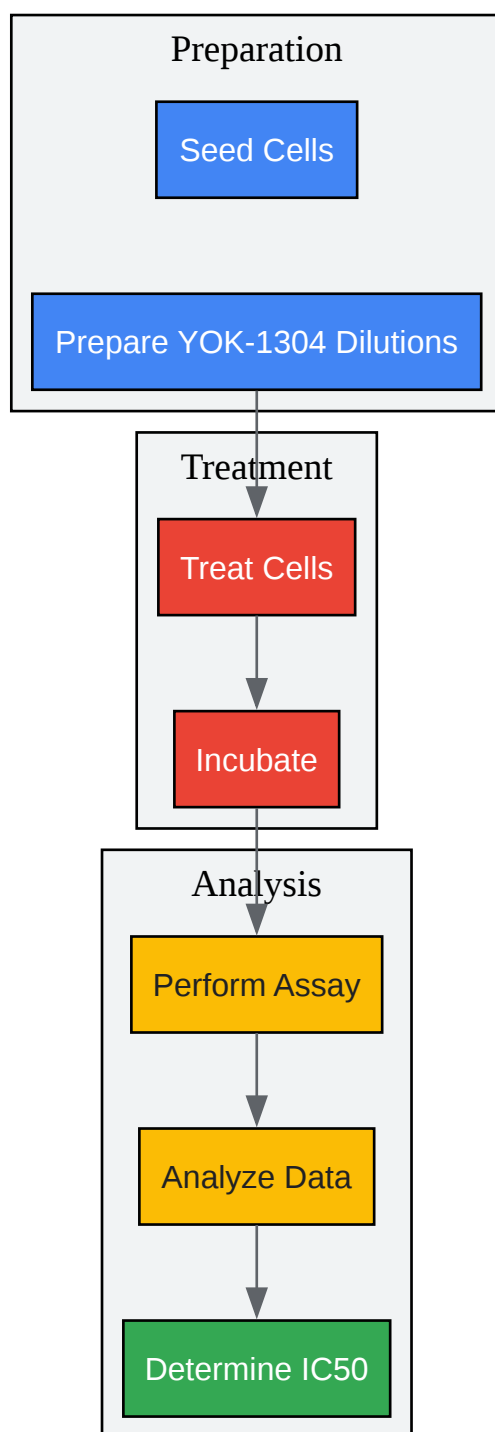 Preparation
Seed Cells
Prepare YOK-1304 Dilutions
Treatment
Treat Cells
Incubate
Analysis
Perform Assay
Analyze Data
Determine IC50